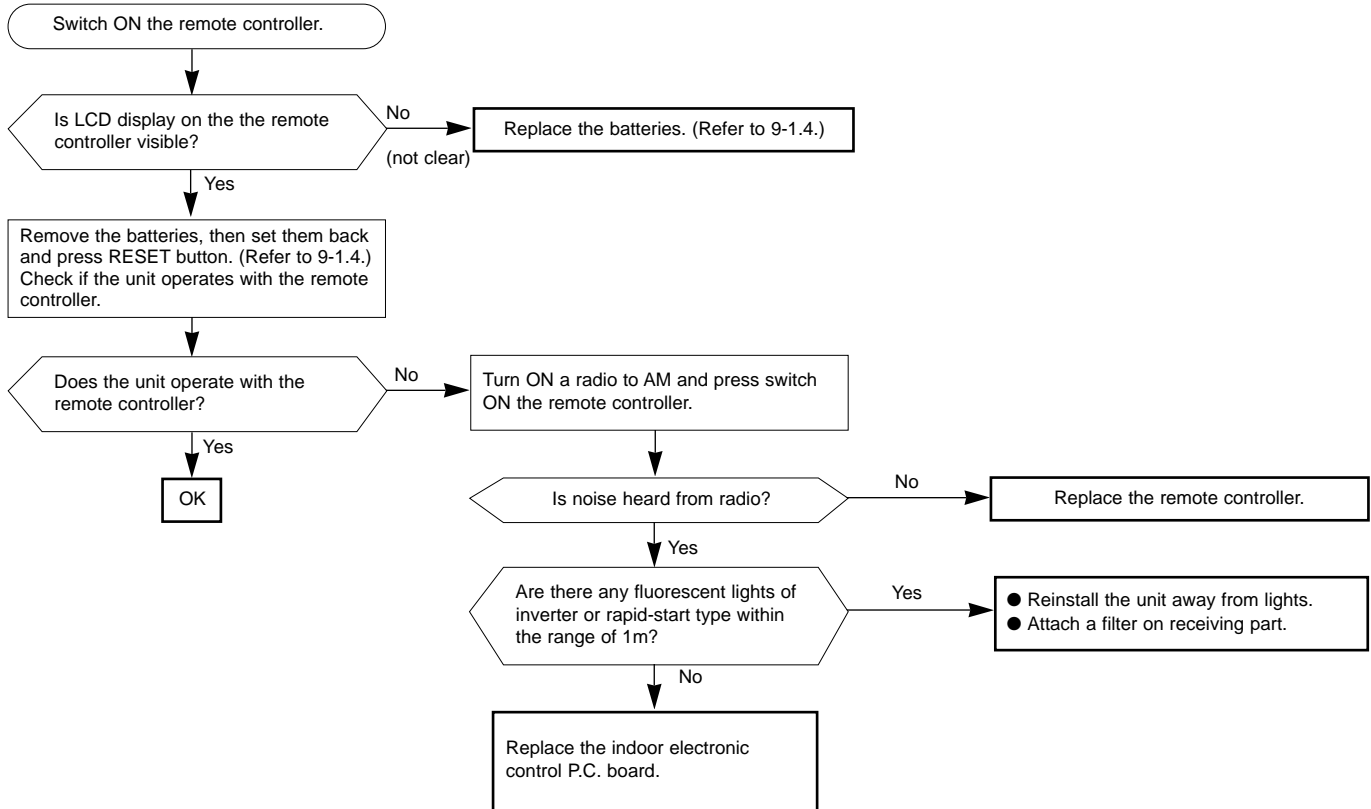 Switch ON the remote controller.
Is LCD display on the the remote
controller visible?
No
(not clear)
Replace the batteries. (Refer to 9-1.4.)
Yes
Remove the batteries, then set them back
and press RESET button. (Refer to 9-1.4.)
Check if the unit operates with the remote
controller.
Does the unit operate with the
remote controller?
No
Turn ON a radio to AM and press switch
ON the remote controller.
Yes
OK
Is noise heard from radio?
No
Replace the remote controller.
Yes
Are there any fluorescent lights of
inverter or rapid-start type within
the range of 1m?
Yes
● Reinstall the unit away from lights.
● Attach a filter on receiving part.
No
Replace the indoor electronic
control P.C. board.